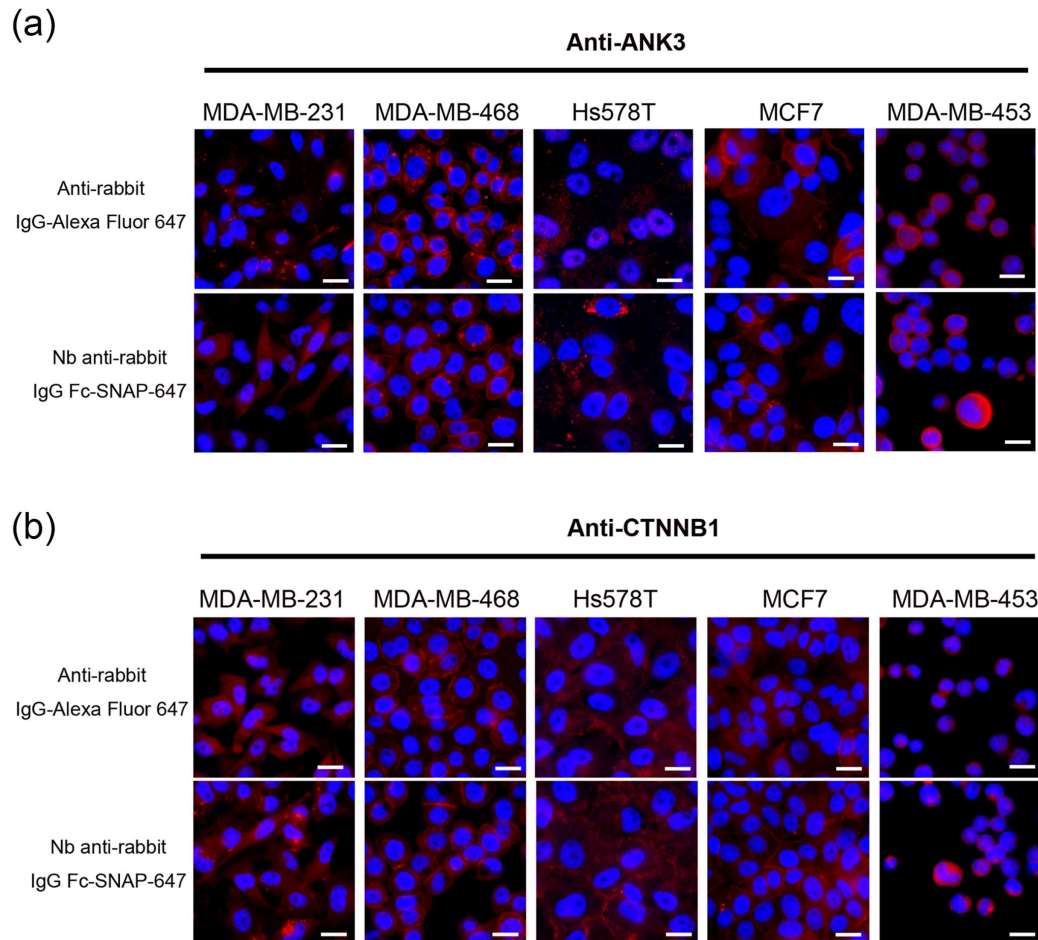 (a)
Anti-ANK3
MDA-MB-231 MDA-MB-468 Hs578T MCF7 MDA-MB-453
Anti-rabbit
IgG-Alexa Fluor 647
Nb anti-rabbit
IgG Fc-SNAP-647
(b)
Anti-CTNNB1
MDA-MB-231 MDA-MB-468 Hs578T MCF7 MDA-MB-453
Anti-rabbit
IgG-Alexa Fluor 647
Nb anti-rabbit
IgG Fc-SNAP-647